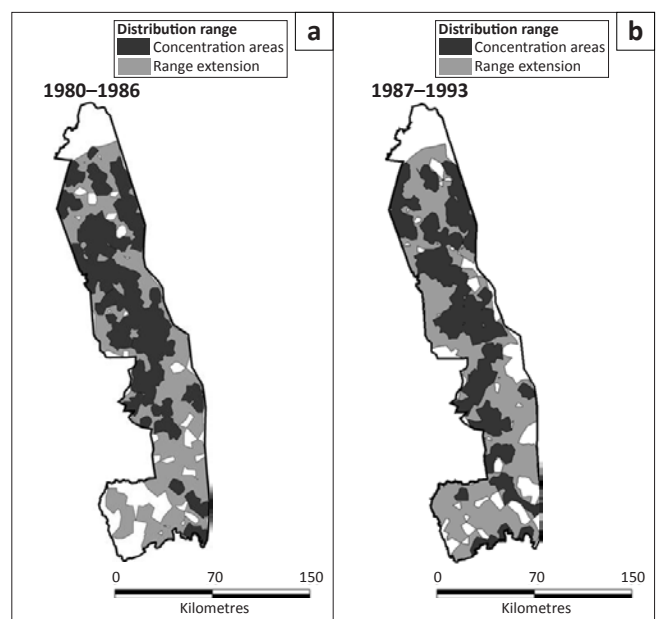 Distribution range
Concentration areas
Range extension
a
1980–1986
0 70 150
Kilometres
Distribution range
Concentration areas
Range extension
b
1987–1993
0 70 150
Kilometres